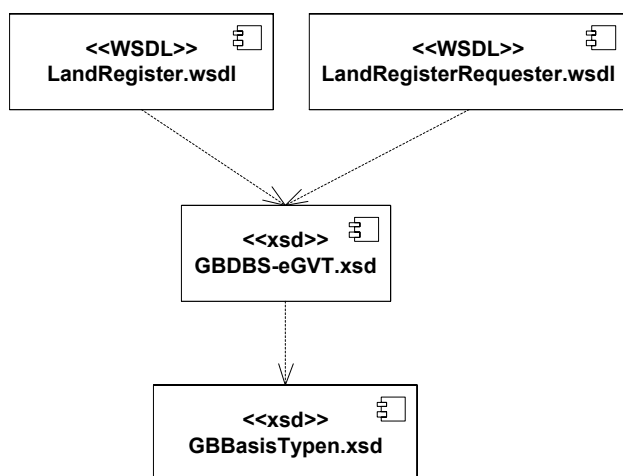 <<WSDL>>
LandRegister.wsdl
<<WSDL>>
LandRegisterRequester.wsdl
<<xsd>>
GBDBS-eGVT.xsd
<<xsd>>
GBBasisTypen.xsd